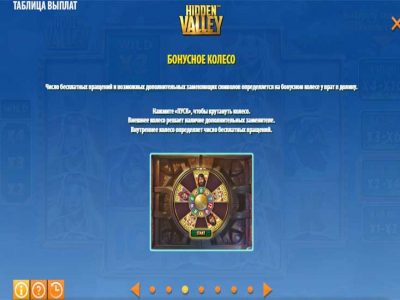 ТАБЛИЦА ВЫПЛАТ
HIDDEN
VALLEY
БОНУСНОЕ КОЛЕСО
Число бесплатных вращений и возможных дополнительных заменяющих символов определяется на бонусном колесе у врат в долину.
Нажмите «ПУСК», чтобы крутануть колесо.
Внешнее колесо решает наличие дополнительных заменителе.
Внутреннее колесо определяет число бесплатных вращений.
START